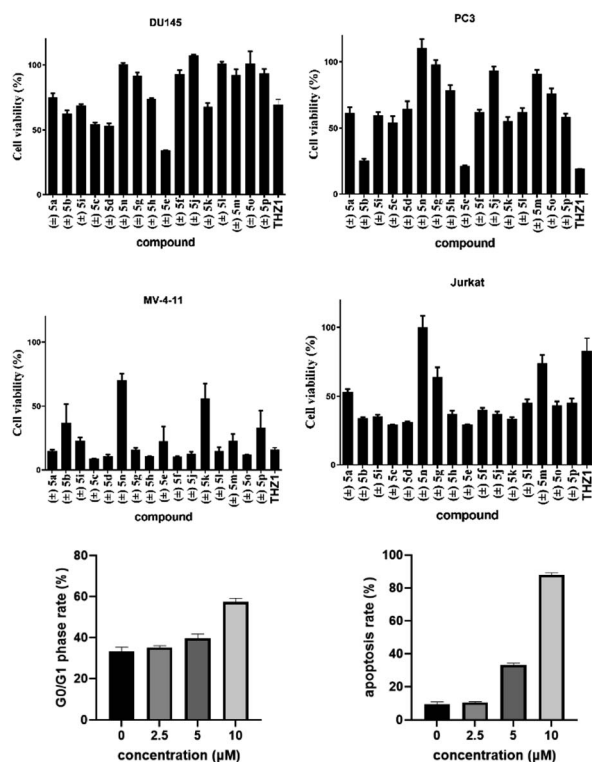 DU145
Cell viability (%)
100
50
0
(±) 5a
(±) 5b
(±) 5i
(±) 5c
(±) 5d
(±) 5n
(±) 5g
(±) 5h
(±) 5e
(±) 5f
(±) 5j
(±) 5k
(±) 5l
(±) 5m
(±) 5o
(±) 5p
THZ1
compound
PC3
Cell viability (%)
100
50
0
(±) 5a
(±) 5b
(±) 5i
(±) 5c
(±) 5d
(±) 5n
(±) 5g
(±) 5h
(±) 5e
(±) 5f
(±) 5j
(±) 5k
(±) 5l
(±) 5m
(±) 5o
(±) 5p
THZ1
compound
MV-4-11
Cell viability (%)
100
50
0
(±) 5a
(±) 5b
(±) 5i
(±) 5c
(±) 5d
(±) 5n
(±) 5g
(±) 5h
(±) 5e
(±) 5f
(±) 5j
(±) 5k
(±) 5l
(±) 5m
(±) 5o
(±) 5p
THZ1
compound
Jurkat
Cell viability (%)
100
50
0
(±) 5a
(±) 5b
(±) 5i
(±) 5c
(±) 5d
(±) 5n
(±) 5g
(±) 5h
(±) 5e
(±) 5f
(±) 5j
(±) 5k
(±) 5l
(±) 5m
(±) 5o
(±) 5p
THZ1
compound
G0/G1 phase rate (%)
80
60
40
20
0
0 2.5 5 10
concentration (μM)
apoptosis rate (%)
100
80
60
40
20
0
0 2.5 5 10
concentration (μM)